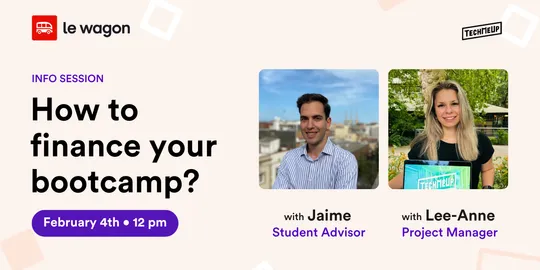 le wagon
TECHMEUP
INFO SESSION
How to
finance your
bootcamp?
February 4th • 12 pm
TECHMEUP
with Jaime
Student Advisor
with Lee-Anne
Project Manager